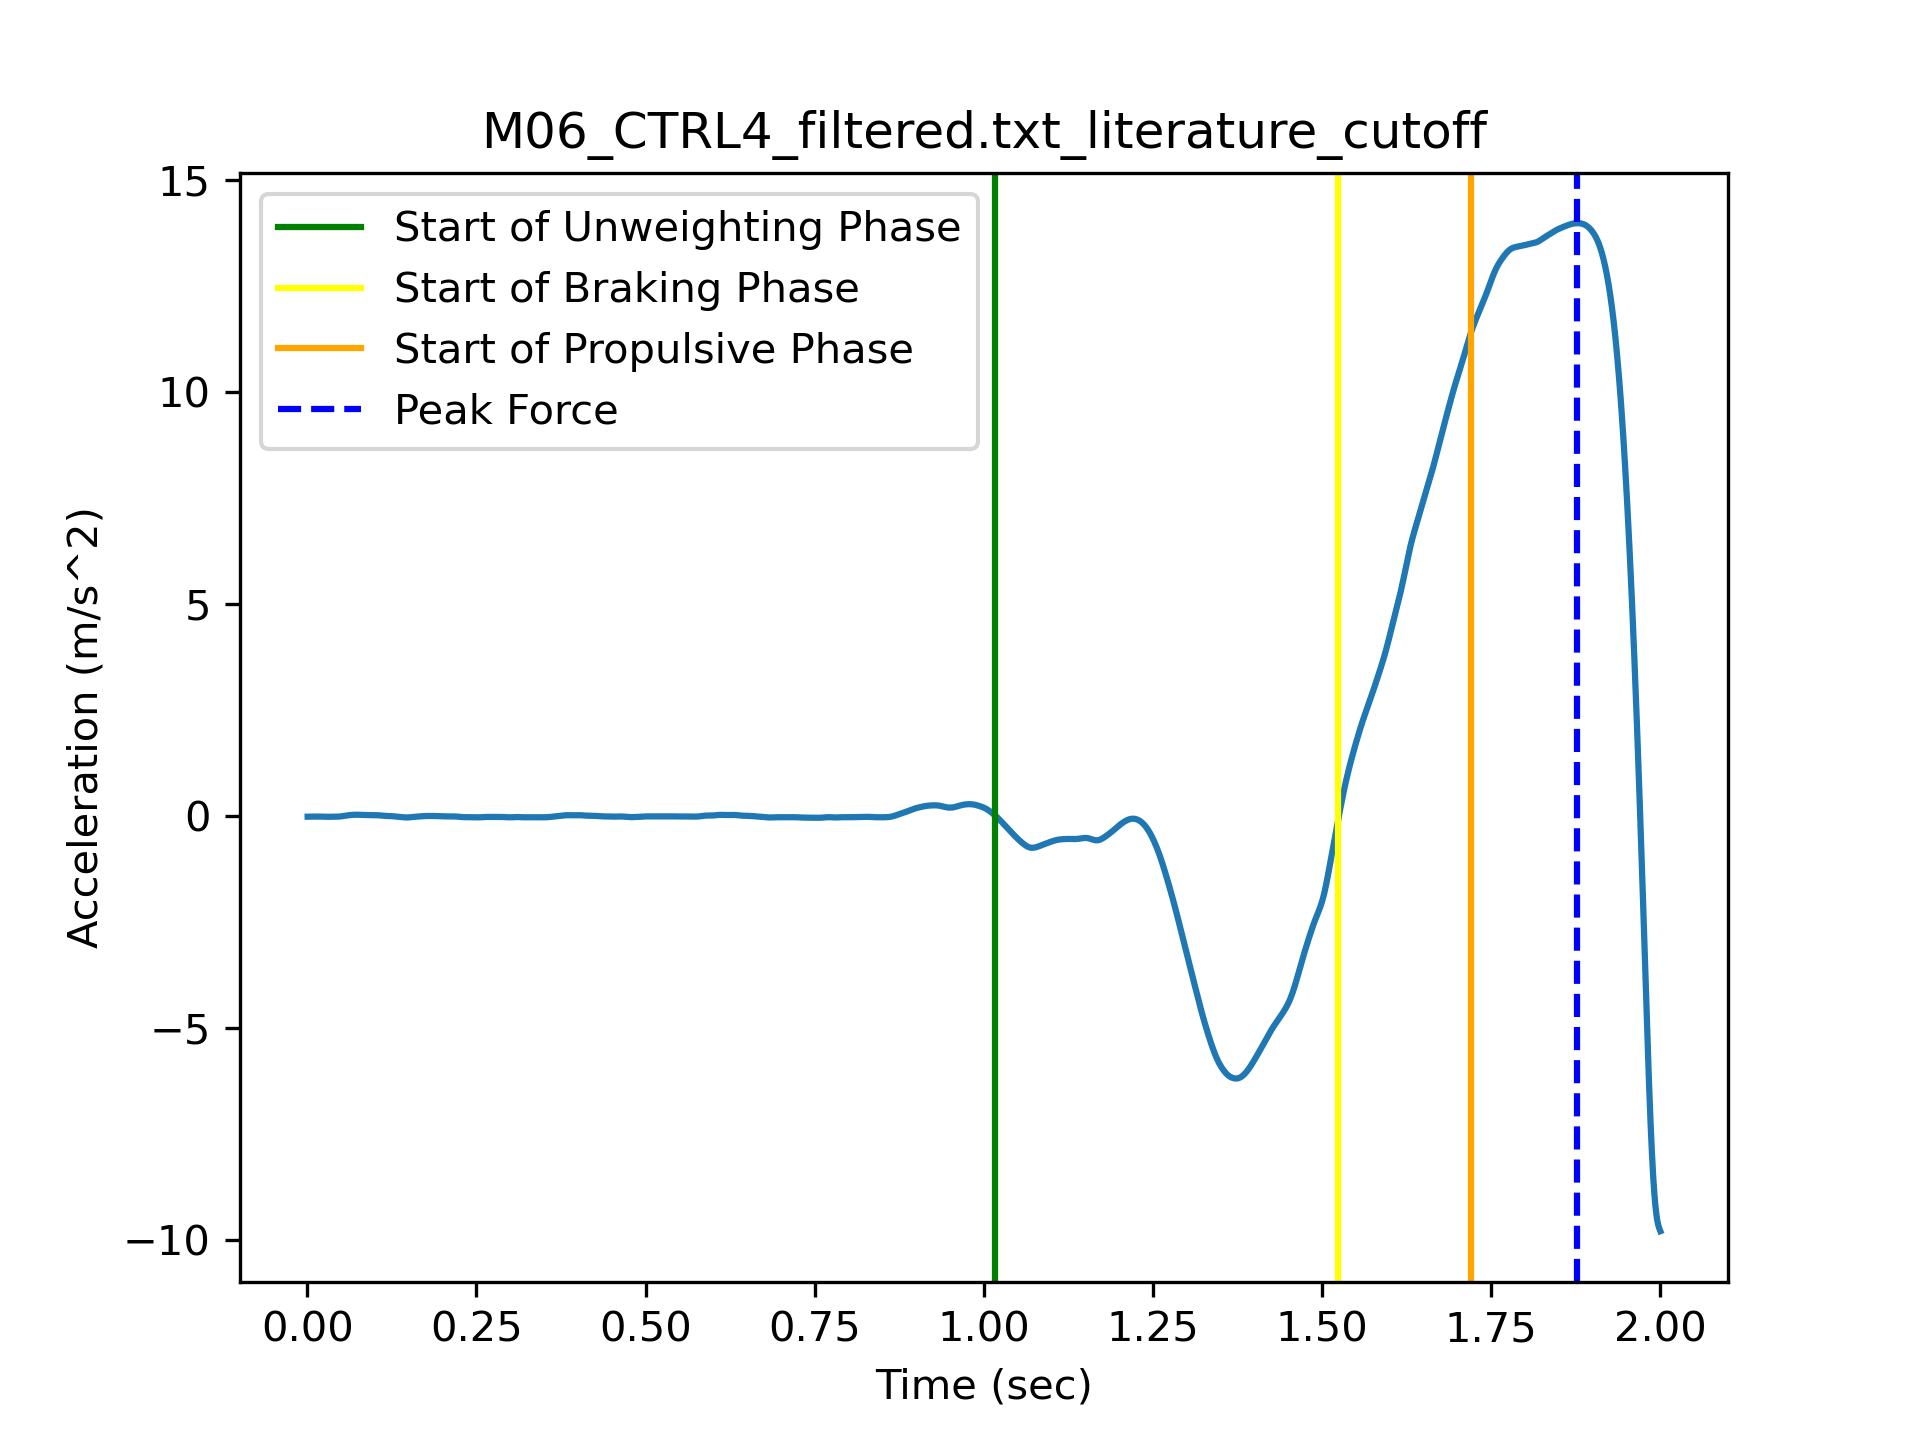 M06_CTRL4_filtered.txt_literature_cutoff
15
10
5
0
−5
−10
Acceleration (m/s^2)
Start of Unweighting Phase
Start of Braking Phase
Start of Propulsive Phase
Peak Force
0.00 0.25 0.50 0.75 1.00 1.25 1.50 1.75 2.00
Time (sec)